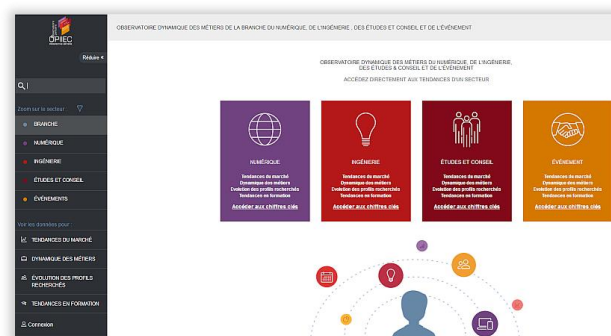 OPIIEC
OBSERVATOIRE DYNAMIQUE DES MÉTIERS DE LA BRANCHE DU NUMÉRIQUE, DE L'INGÉNIERIE , DES ÉTUDES ET CONSEIL ET DE L'ÉVÉNEMENT
Réduire <
Zoom sur le secteur :
BRANCHE
NUMÉRIQUE
INGÉNIERIE
ÉTUDES ET CONSEIL
ÉVÉNEMENTS
Voir les données pour :
TENDANCES DU MARCHÉ
DYNAMIQUE DES MÉTIERS
ÉVOLUTION DES PROFILS
RECHERCHÉS
TENDANCES EN FORMATION
Connexion
OBSERVATOIRE DYNAMIQUE DES MÉTIERS DU NUMÉRIQUE, DE L'INGÉNIERIE,
DES ÉTUDES & CONSEIL ET DE L'ÉVÉNEMENT
ACCÉDEZ DIRECTEMENT AUX TENDANCES D'UN SECTEUR
NUMÉRIQUE
Tendances du marché
Dynamique des métiers
Evolution des profils recherchés
Tendances en formation
Accéder aux chiffres clés
INGÉNIERIE
Tendances du marché
Dynamique des métiers
Evolution des profils recherchés
Tendances en formation
Accéder aux chiffres clés
ÉTUDES ET CONSEIL
Tendances du marché
Dynamique des métiers
Evolution des profils recherchés
Tendances en formation
Accéder aux chiffres clés
ÉVÉNEMENT
Tendances du marché
Dynamique des métiers
Evolution des profils recherchés
Tendances en formation
Accéder aux chiffres clés